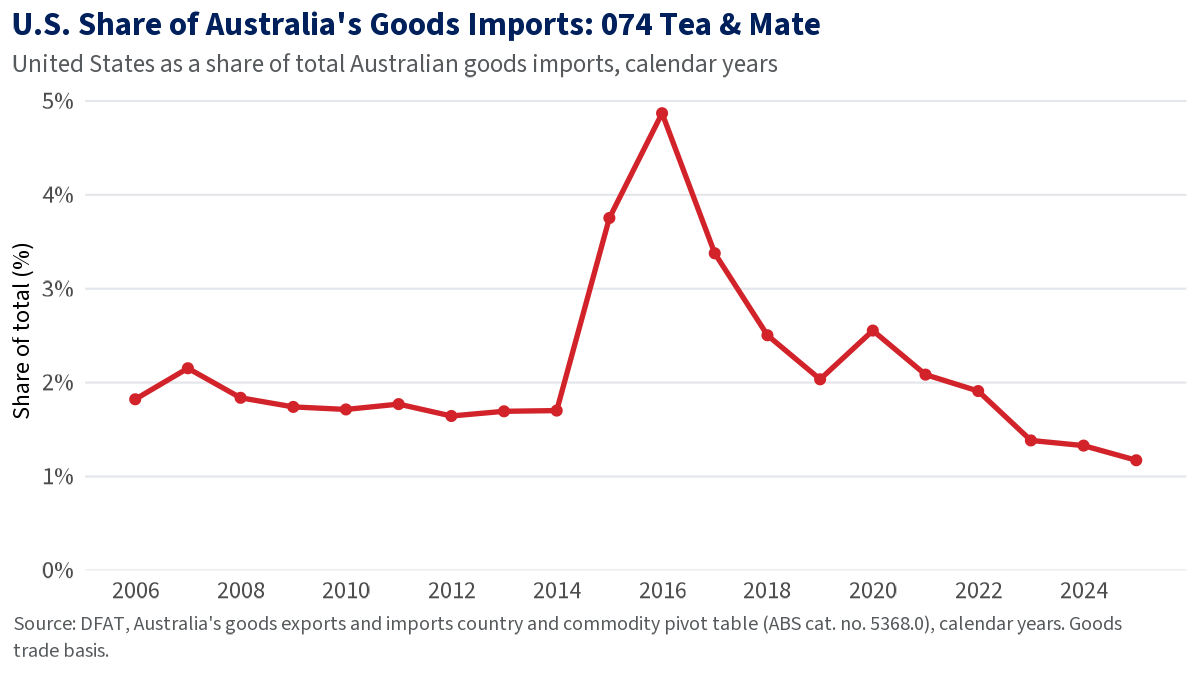 U.S. Share of Australia's Goods Imports: 074 Tea & Mate
United States as a share of total Australian goods imports, calendar years
5%
4%
3%
2%
1%
0%
Share of total (%)
2006 2008 2010 2012 2014 2016 2018 2020 2022 2024
Source: DFAT, Australia's goods exports and imports country and commodity pivot table (ABS cat. no. 5368.0), calendar years. Goods
trade basis.